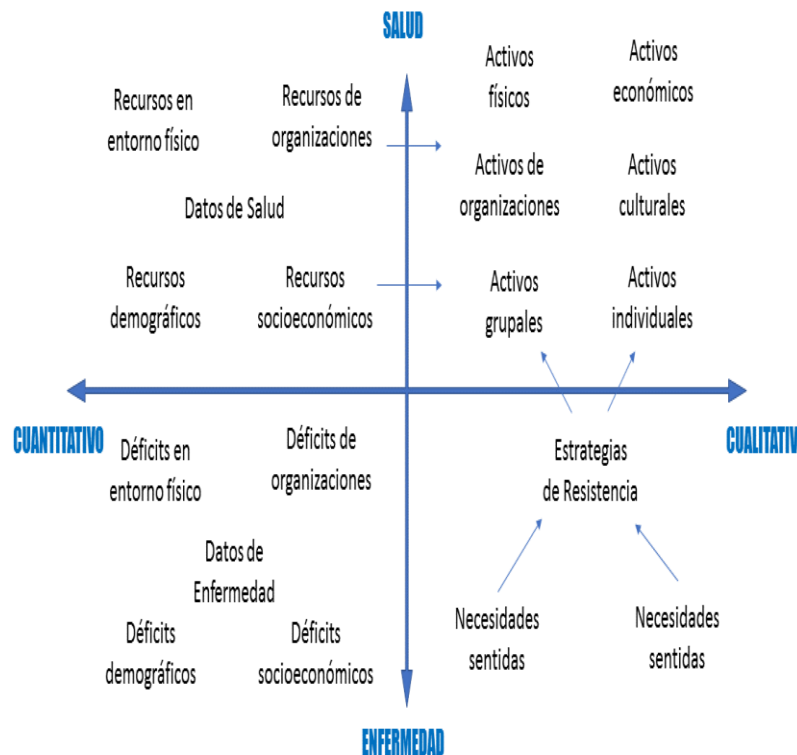 SALUD
Recursos en
entorno físico
Recursos de
organizaciones
Datos de Salud
Recursos
demográficos
Recursos
socioeconómicos
Activos
físicos
Activos
económicos
Activos de
organizaciones
Activos
culturales
Activos
grupales
Activos
individuales
CUANTITATIVO
CUALITATIV
Déficits en
entorno físico
Déficits de
organizaciones
Datos de
Enfermedad
Déficits
demográficos
Déficits
socioeconómicos
Estrategias
de Resistencia
Necesidades
sentidas
Necesidades
sentidas
ENFERMEDAD